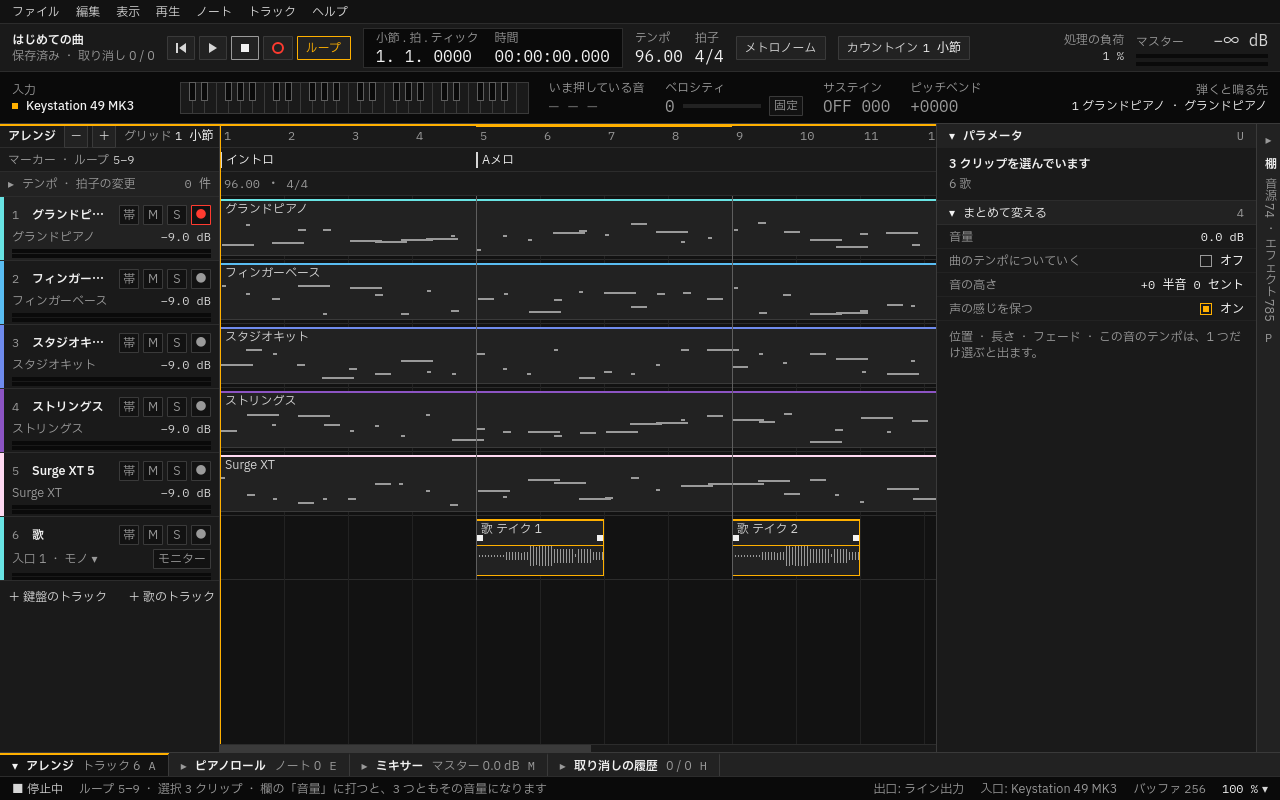 ファイル 編集 表示 再生 ノート トラック ヘルプ
はじめての曲
保存済み ・ 取り消し 0 / 0
ループ
小節 . 拍 . ティック 時間
1. 1. 0000 00:00:00.000
テンポ 拍子
96.00 4/4
メトロノーム
カウントイン 1 小節
処理の負荷
1 %
マスター −∞ dB
入力
Keystation 49 MK3
いま押している音
— — —
ベロシティ
0 固定
サステイン
OFF 000
ピッチベンド
+0000
弾くと鳴る先
1 グランドピアノ ・ グランドピアノ
アレンジ − + グリッド 1 小節
1 2 3 4 5 6 7 8 9 10 11 1
マーカー ・ ループ 5−9
イントロ Aメロ
▸ テンポ ・ 拍子の変更 0 件
96.00 ・ 4/4
1 グランドピ… 帯 M S
グランドピアノ −9.0 dB
グランドピアノ
2 フィンガー… 帯 M S
フィンガーベース −9.0 dB
フィンガーベース
3 スタジオキ… 帯 M S
スタジオキット −9.0 dB
スタジオキット
4 ストリングス 帯 M S
ストリングス −9.0 dB
ストリングス
5 Surge XT 5 帯 M S
Surge XT −9.0 dB
Surge XT
6 歌 帯 M S
入口 1 ・ モノ ▾ モニター
歌 テイク 1
歌 テイク 2
+ 鍵盤のトラック + 歌のトラック
▾ パラメータ U
3 クリップを選んでいます
6 歌
▾ まとめて変える 4
音量 0.0 dB
曲のテンポについていく オフ
音の高さ +0 半音 0 セント
声の感じを保つ オン
位置 ・ 長さ ・ フェード ・ この音のテンポは、1 つだ
け選ぶと出ます。
▸ 棚 音源 74 ・ エフェクト 785 P
▾ アレンジ トラック 6 A
▸ ピアノロール ノート 0 E
▸ ミキサー マスター 0.0 dB M
▸ 取り消しの履歴 0 / 0 H
■ 停止中 ループ 5−9 ・ 選択 3 クリップ ・ 欄の「音量」に打つと、3 つともその音量になります
出口: ライン出力 入口: Keystation 49 MK3 バッファ 256 100 % ▾